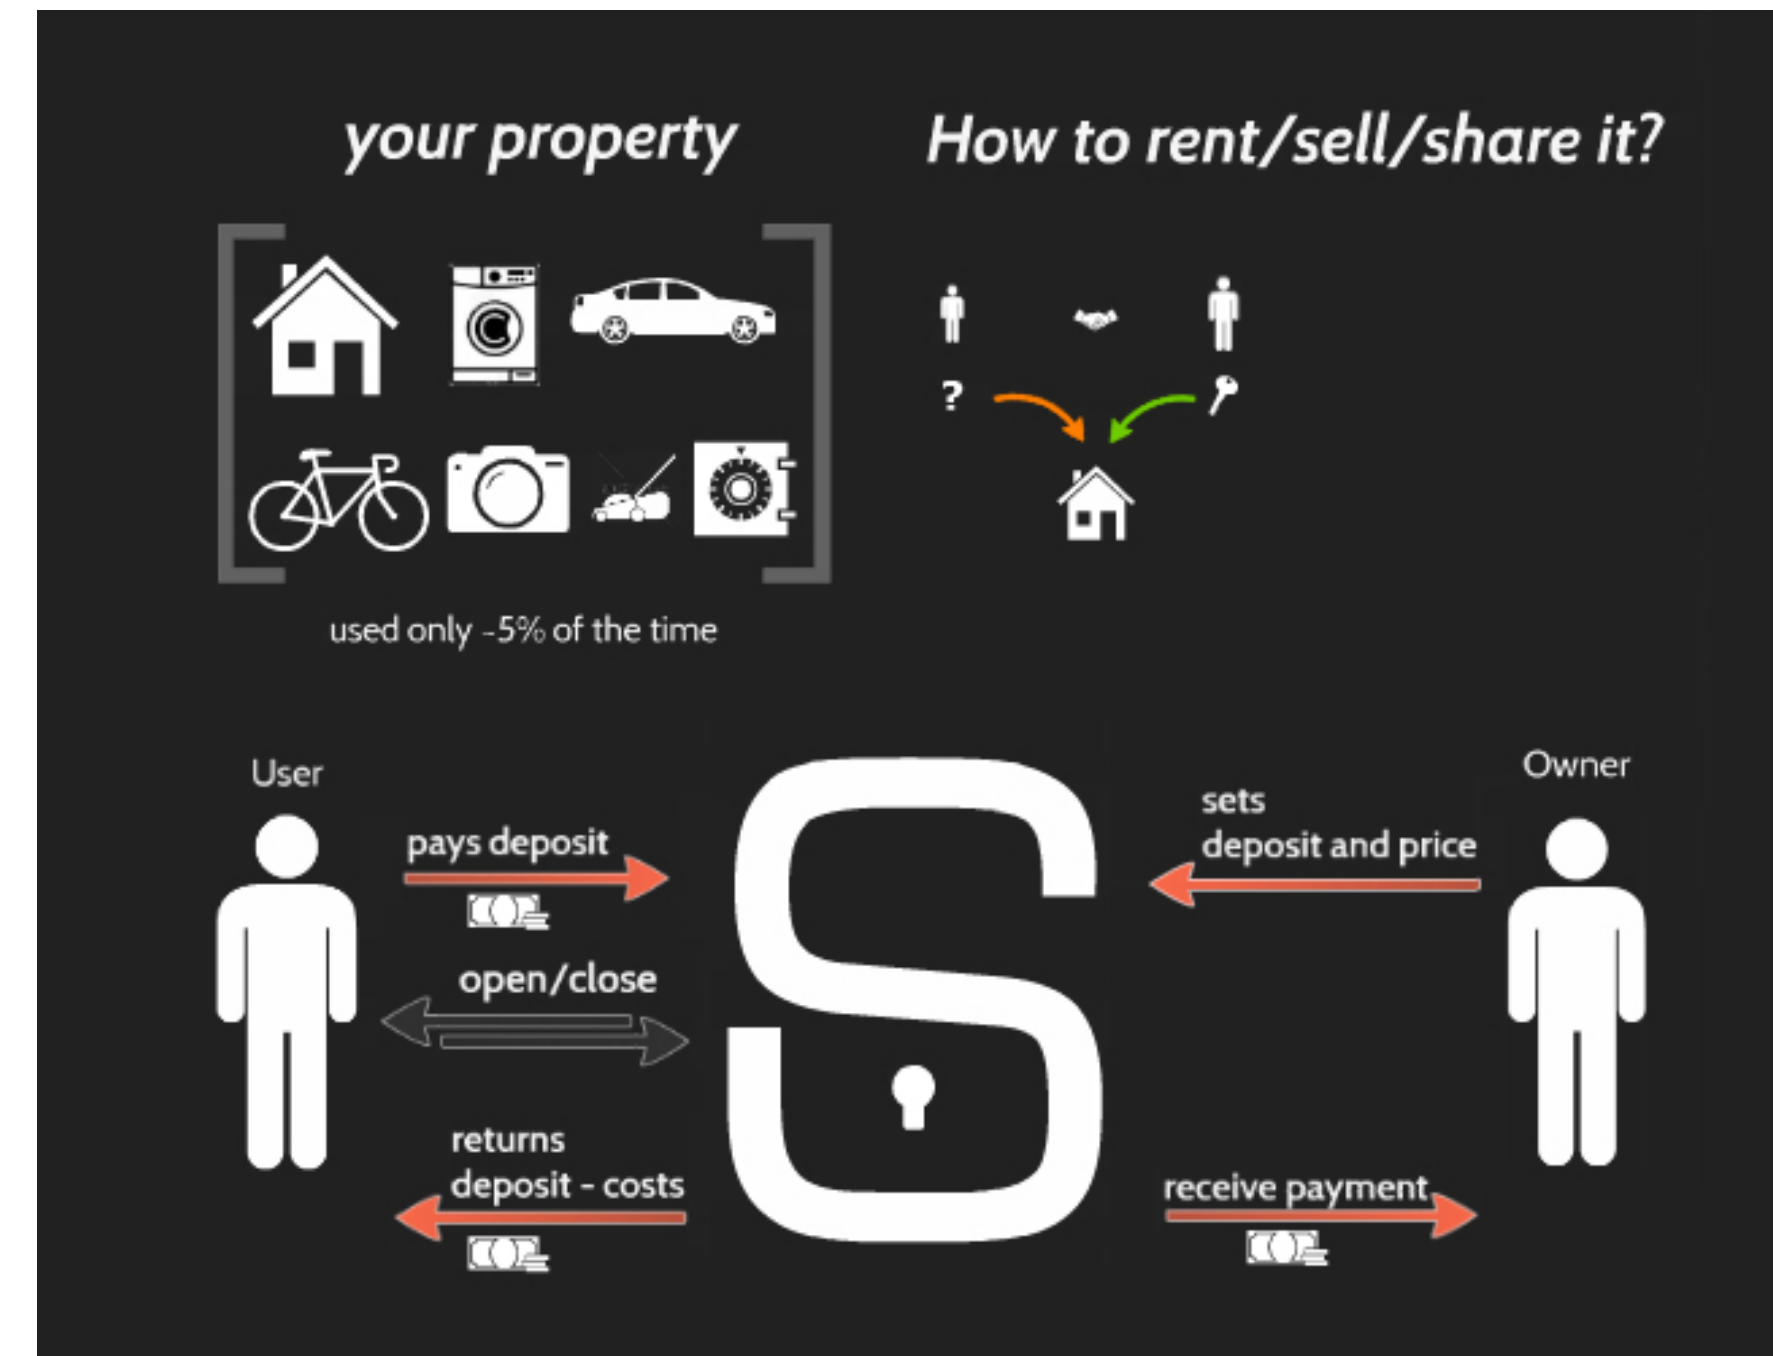 your property
How to rent/sell/share it?
?
used only ~5% of the time
User
Owner
pays deposit
sets
deposit and price
open/close
returns
deposit - costs
receive payment
S